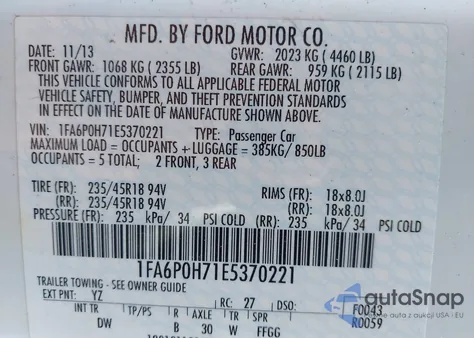 MFD. BY FORD MOTOR CO.
DATE: 11/13 GVWR: 2023 KG ( 4460 LB)
FRONT GAWR: 1068 KG ( 2355 LB) REAR GAWR: 959 KG ( 2115 LB)
THIS VEHICLE CONFORMS TO ALL APPLICABLE FEDERAL MOTOR
VEHICLE SAFETY, BUMPER, AND THEFT PREVENTION STANDARDS
IN EFFECT ON THE DATE OF MANUFACTURE SHOWN ABOVE.
VIN: 1FA6P0H71E5370221 TYPE: Passenger Car
MAXIMUM LOAD = OCCUPANTS + LUGGAGE = 385KG/ 850LB
OCCUPANTS = 5 TOTAL; 2 FRONT, 3 REAR
TIRE (FR): 235/45R18 94V RIMS (FR): 18x8.0J
(RR): 235/45R18 94V (RR): 18x8.0J
PRESSURE (FR): 235 kPa/ 34 PSI COLD (RR): 235 kPa/ 34 PSI COLD
1FA6P0H71E5370221
TRAILER TOWING - SEE OWNER GUIDE
EXT PNT: YZ RC: 27 DSO: F0043
INT TR TP/PS R AXLE TR SPR R0059
DW B 30 W FFGG
autaSnap